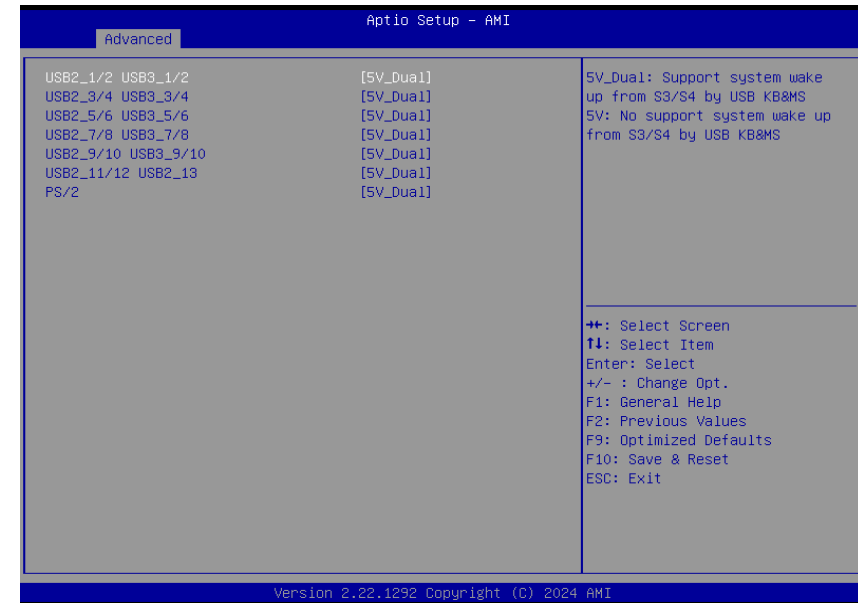 Aptio Setup – AMI
Advanced
USB2_1/2 USB3_1/2 [5V_Dual]
USB2_3/4 USB3_3/4 [5V_Dual]
USB2_5/6 USB3_5/6 [5V_Dual]
USB2_7/8 USB3_7/8 [5V_Dual]
USB2_9/10 USB3_9/10 [5V_Dual]
USB2_11/12 USB2_13 [5V_Dual]
PS/2 [5V_Dual]
5V_Dual: Support system wake
up from S3/S4 by USB KB&MS
5V: No support system wake up
from S3/S4 by USB KB&MS
→←: Select Screen
↑↓: Select Item
Enter: Select
+/- : Change Opt.
F1: General Help
F2: Previous Values
F9: Optimized Defaults
F10: Save & Reset
ESC: Exit
Version 2.22.1292 Copyright (C) 2024 AMI